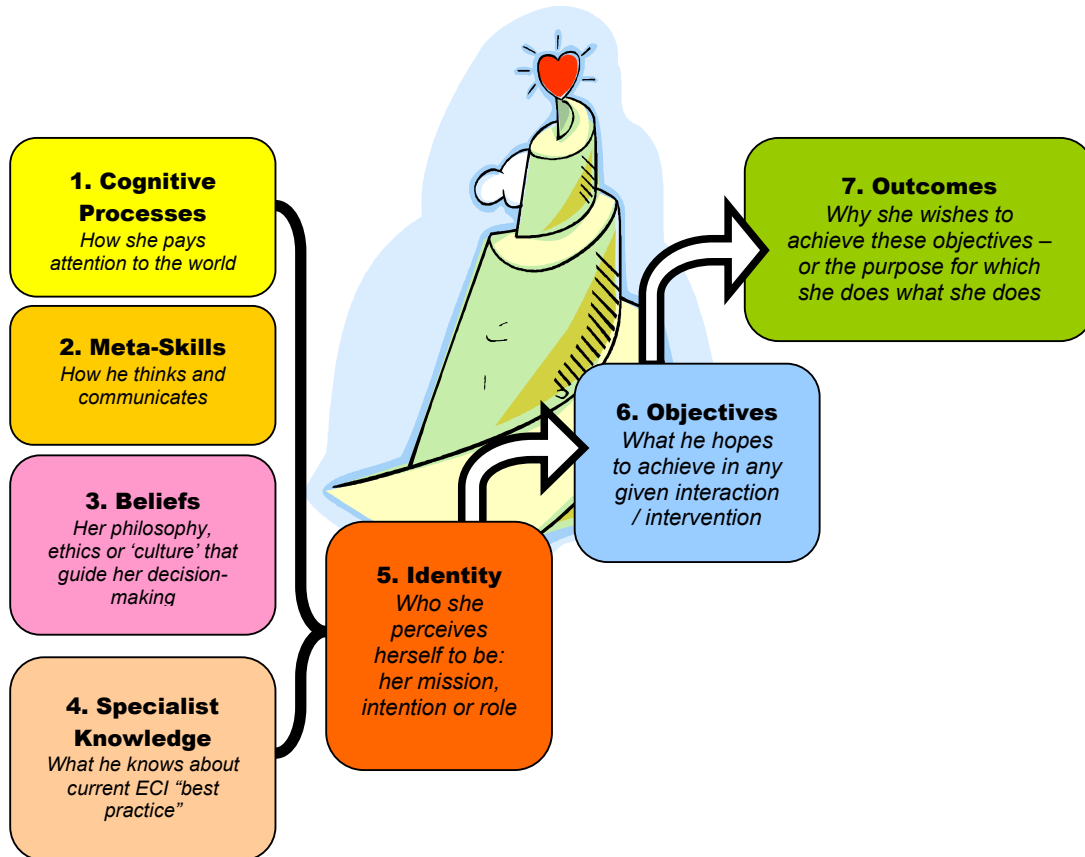 1. Cognitive
Processes
How she pays
attention to the world
2. Meta-Skills
How he thinks and
communicates
3. Beliefs
Her philosophy,
ethics or ‘culture’ that
guide her decision-
making
4. Specialist
Knowledge
What he knows about
current ECI “best
practice”
5. Identity
Who she
perceives
herself to be:
her mission,
intention or role
6. Objectives
What he hopes
to achieve in any
given interaction
/ intervention
7. Outcomes
Why she wishes to
achieve these objectives –
or the purpose for which
she does what she does